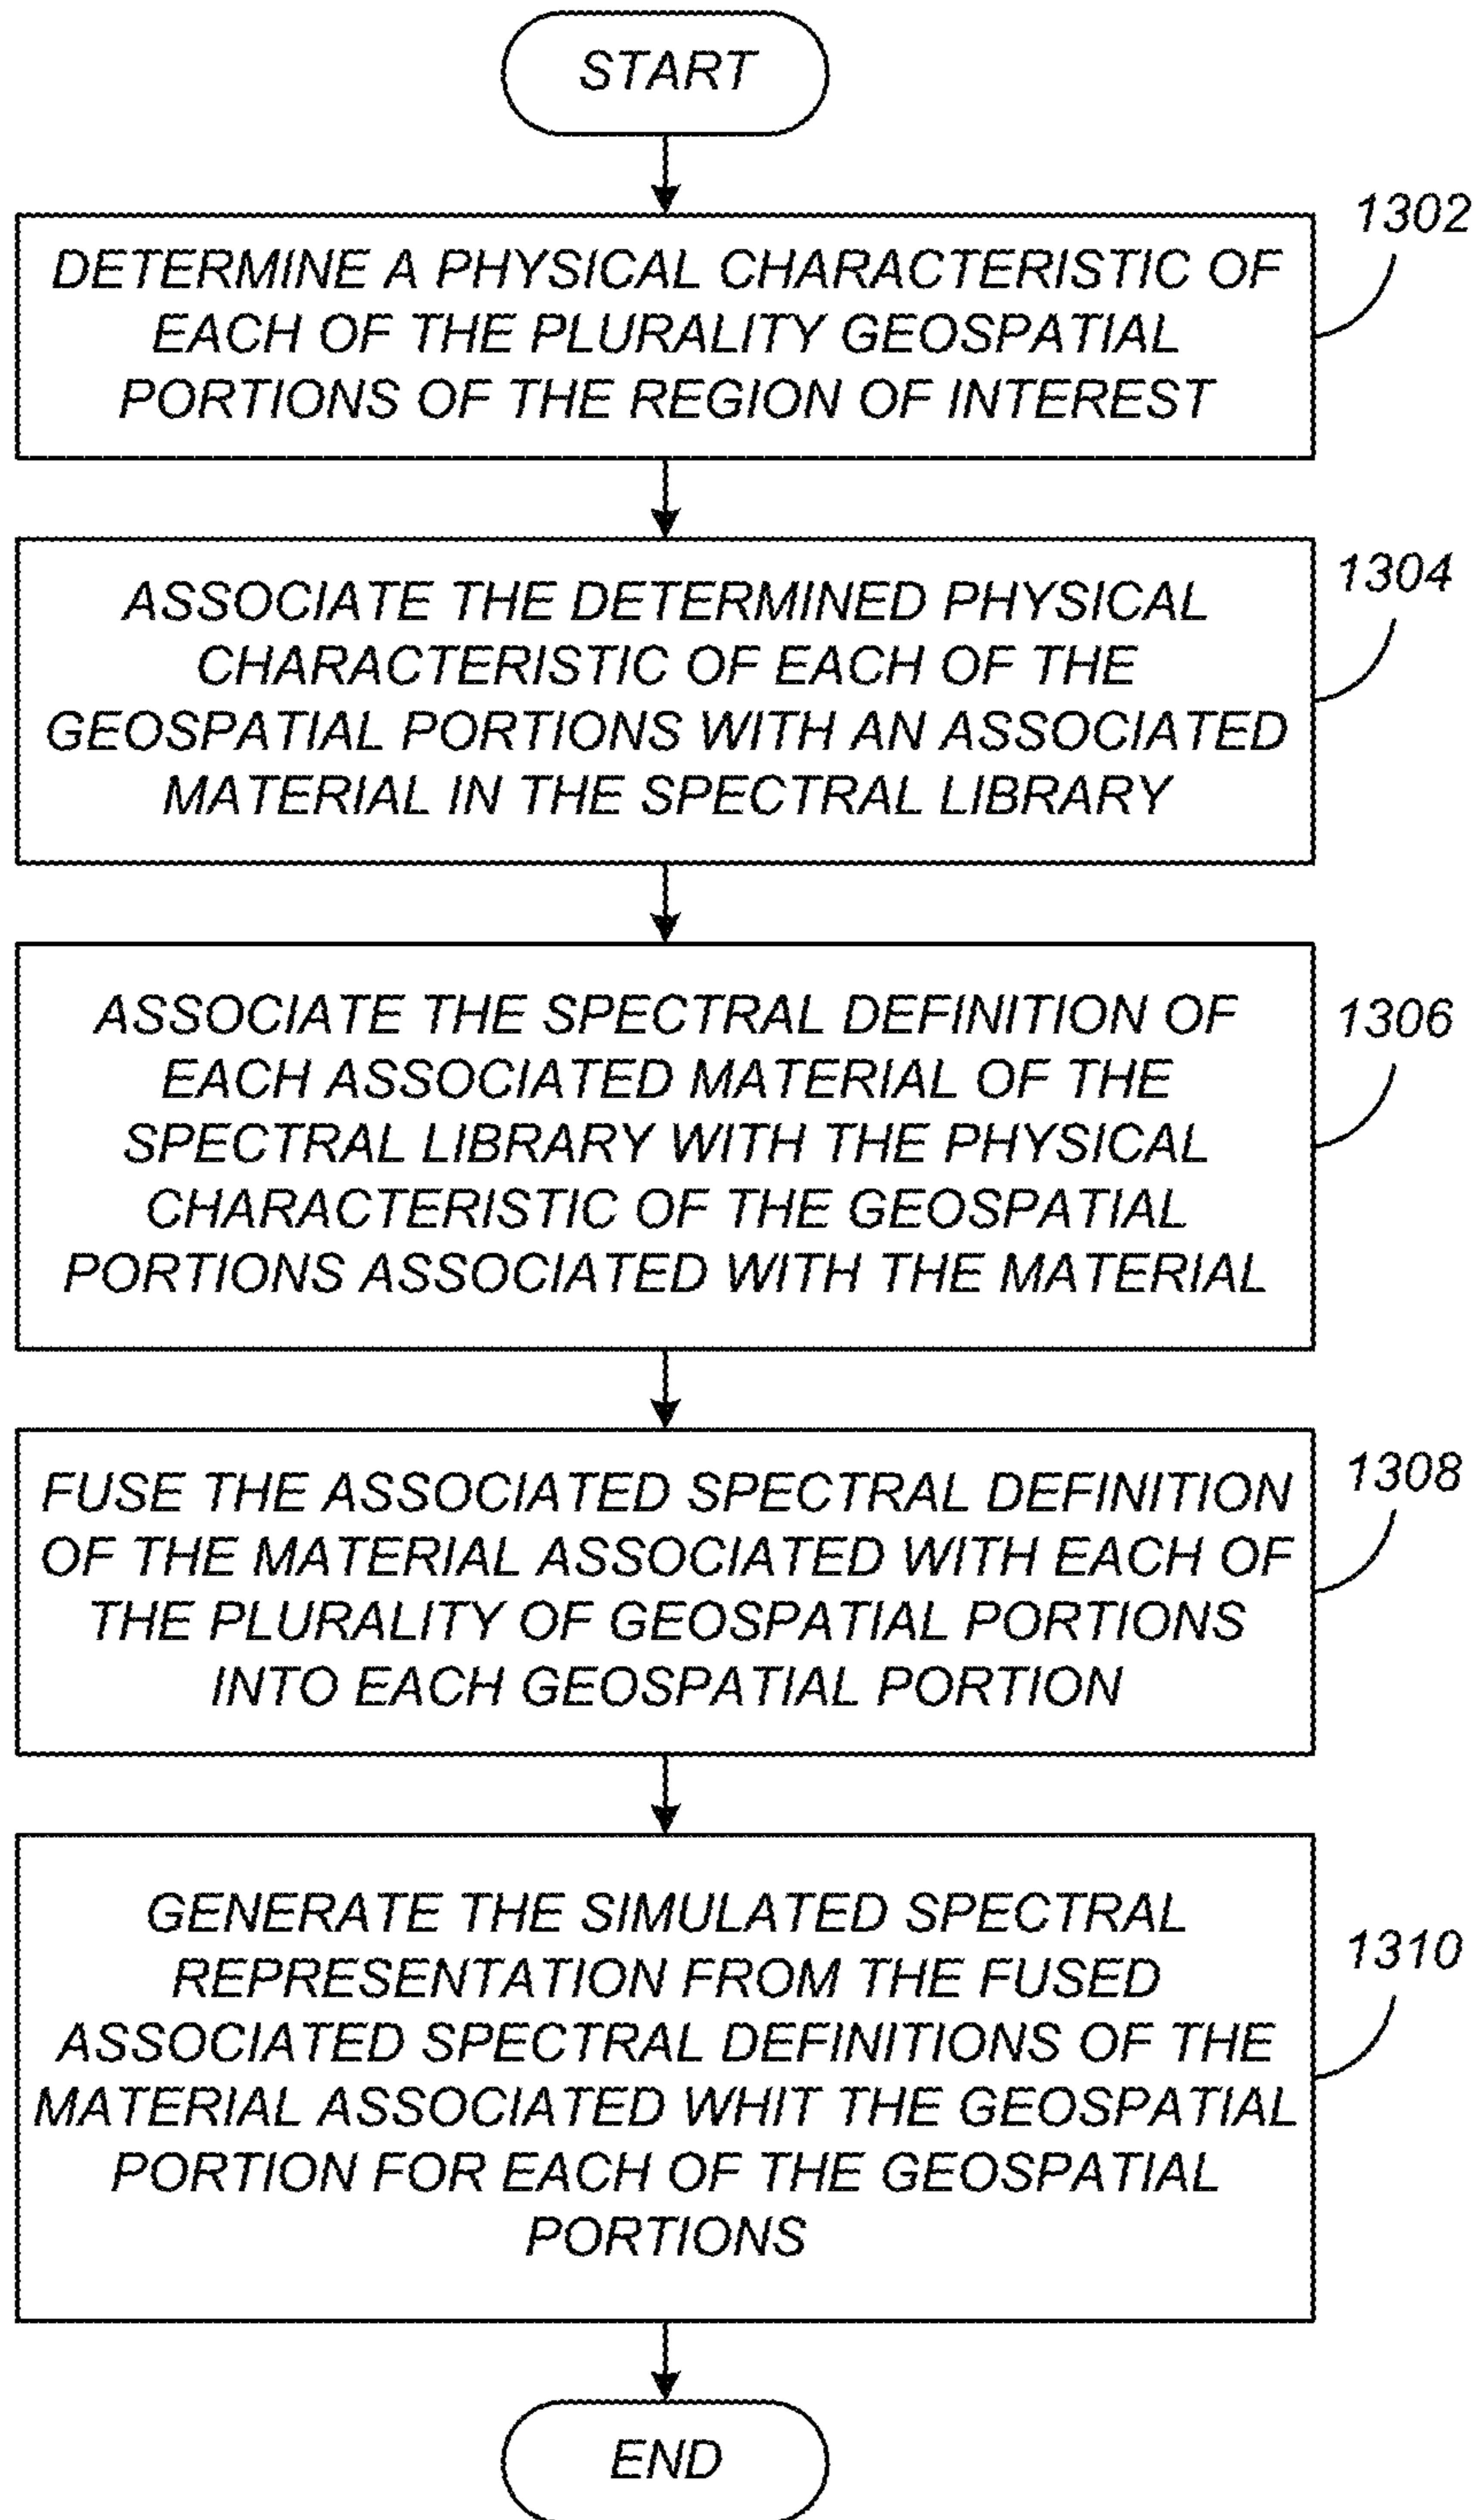 START
1302
DETERMINE A PHYSICAL CHARACTERISTIC OF
EACH OF THE PLURALITY GEOSPATIAL
PORTIONS OF THE REGION OF INTEREST
1304
ASSOCIATE THE DETERMINED PHYSICAL
CHARACTERISTIC OF EACH OF THE
GEOSPATIAL PORTIONS WITH AN ASSOCIATED
MATERIAL IN THE SPECTRAL LIBRARY
1306
ASSOCIATE THE SPECTRAL DEFINITION OF
EACH ASSOCIATED MATERIAL OF THE
SPECTRAL LIBRARY WITH THE PHYSICAL
CHARACTERISTIC OF THE GEOSPATIAL
PORTIONS ASSOCIATED WITH THE MATERIAL
1308
FUSE THE ASSOCIATED SPECTRAL DEFINITION
OF THE MATERIAL ASSOCIATED WITH EACH OF
THE PLURALITY OF GEOSPATIAL PORTIONS
INTO EACH GEOSPATIAL PORTION
1310
GENERATE THE SIMULATED SPECTRAL
REPRESENTATION FROM THE FUSED
ASSOCIATED SPECTRAL DEFINITIONS OF THE
MATERIAL ASSOCIATED WHIT THE GEOSPATIAL
PORTION FOR EACH OF THE GEOSPATIAL
PORTIONS
END